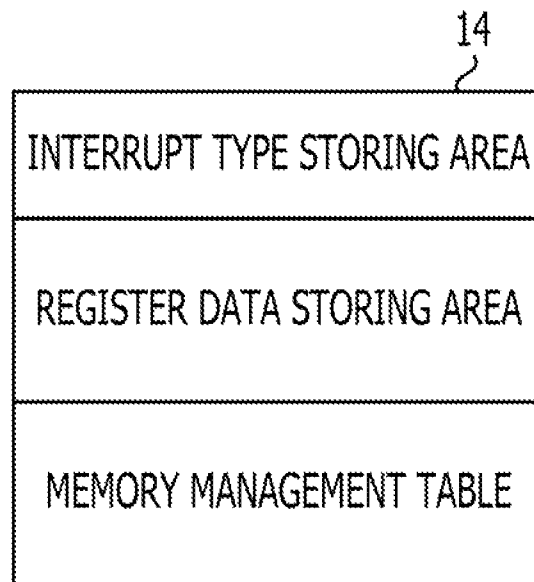 14
INTERRUPT TYPE STORING AREA
REGISTER DATA STORING AREA
MEMORY MANAGEMENT TABLE